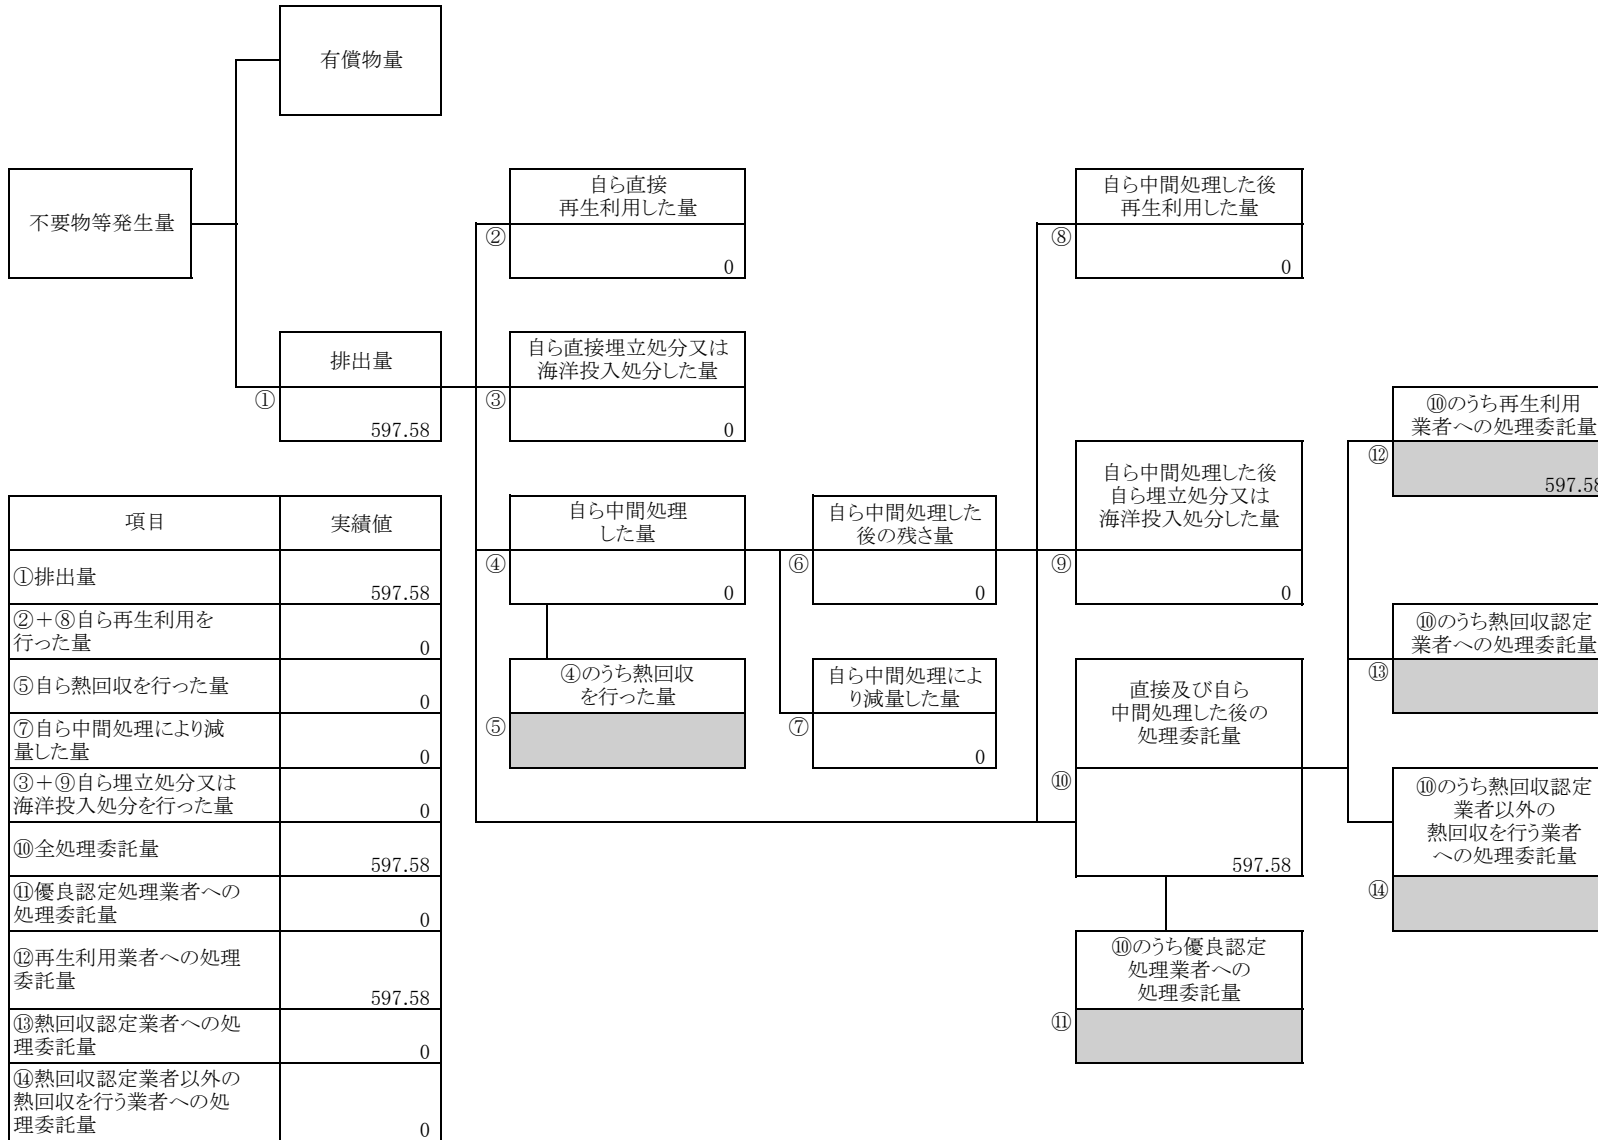 有償物量
不要物等発生量
自ら直接
再生利用した量
②
0
自ら中間処理した後
再生利用した量
⑧
0
排出量
①
597.58
自ら直接埋立処分又は
海洋投入処分した量
③
0
⑩のうち再生利用
業者への処理委託量
⑫
597.58
自ら中間処理
した量
④
0
自ら中間処理した
後の残さ量
⑥
0
自ら中間処理した後
自ら埋立処分又は
海洋投入処分した量
⑨
0
⑩のうち熱回収認定
業者への処理委託量
⑬
④のうち熱回収
を行った量
⑤
自ら中間処理によ
り減量した量
⑦
0
直接及び自ら
中間処理した後の
処理委託量
⑩
597.58
⑩のうち熱回収認定
業者以外の
熱回収を行う業者
への処理委託量
⑭
⑩のうち優良認定
処理業者への
処理委託量
⑪
項目
実績値
①排出量
597.58
②+⑧自ら再生利用を
行った量
0
⑤自ら熱回収を行った量
0
⑦自ら中間処理により減
量した量
0
③+⑨自ら埋立処分又は
海洋投入処分を行った量
0
⑩全処理委託量
597.58
⑪優良認定処理業者への
処理委託量
0
⑫再生利用業者への処理
委託量
597.58
⑬熱回収認定業者への処
理委託量
0
⑭熱回収認定業者以外の
熱回収を行う業者への処
理委託量
0